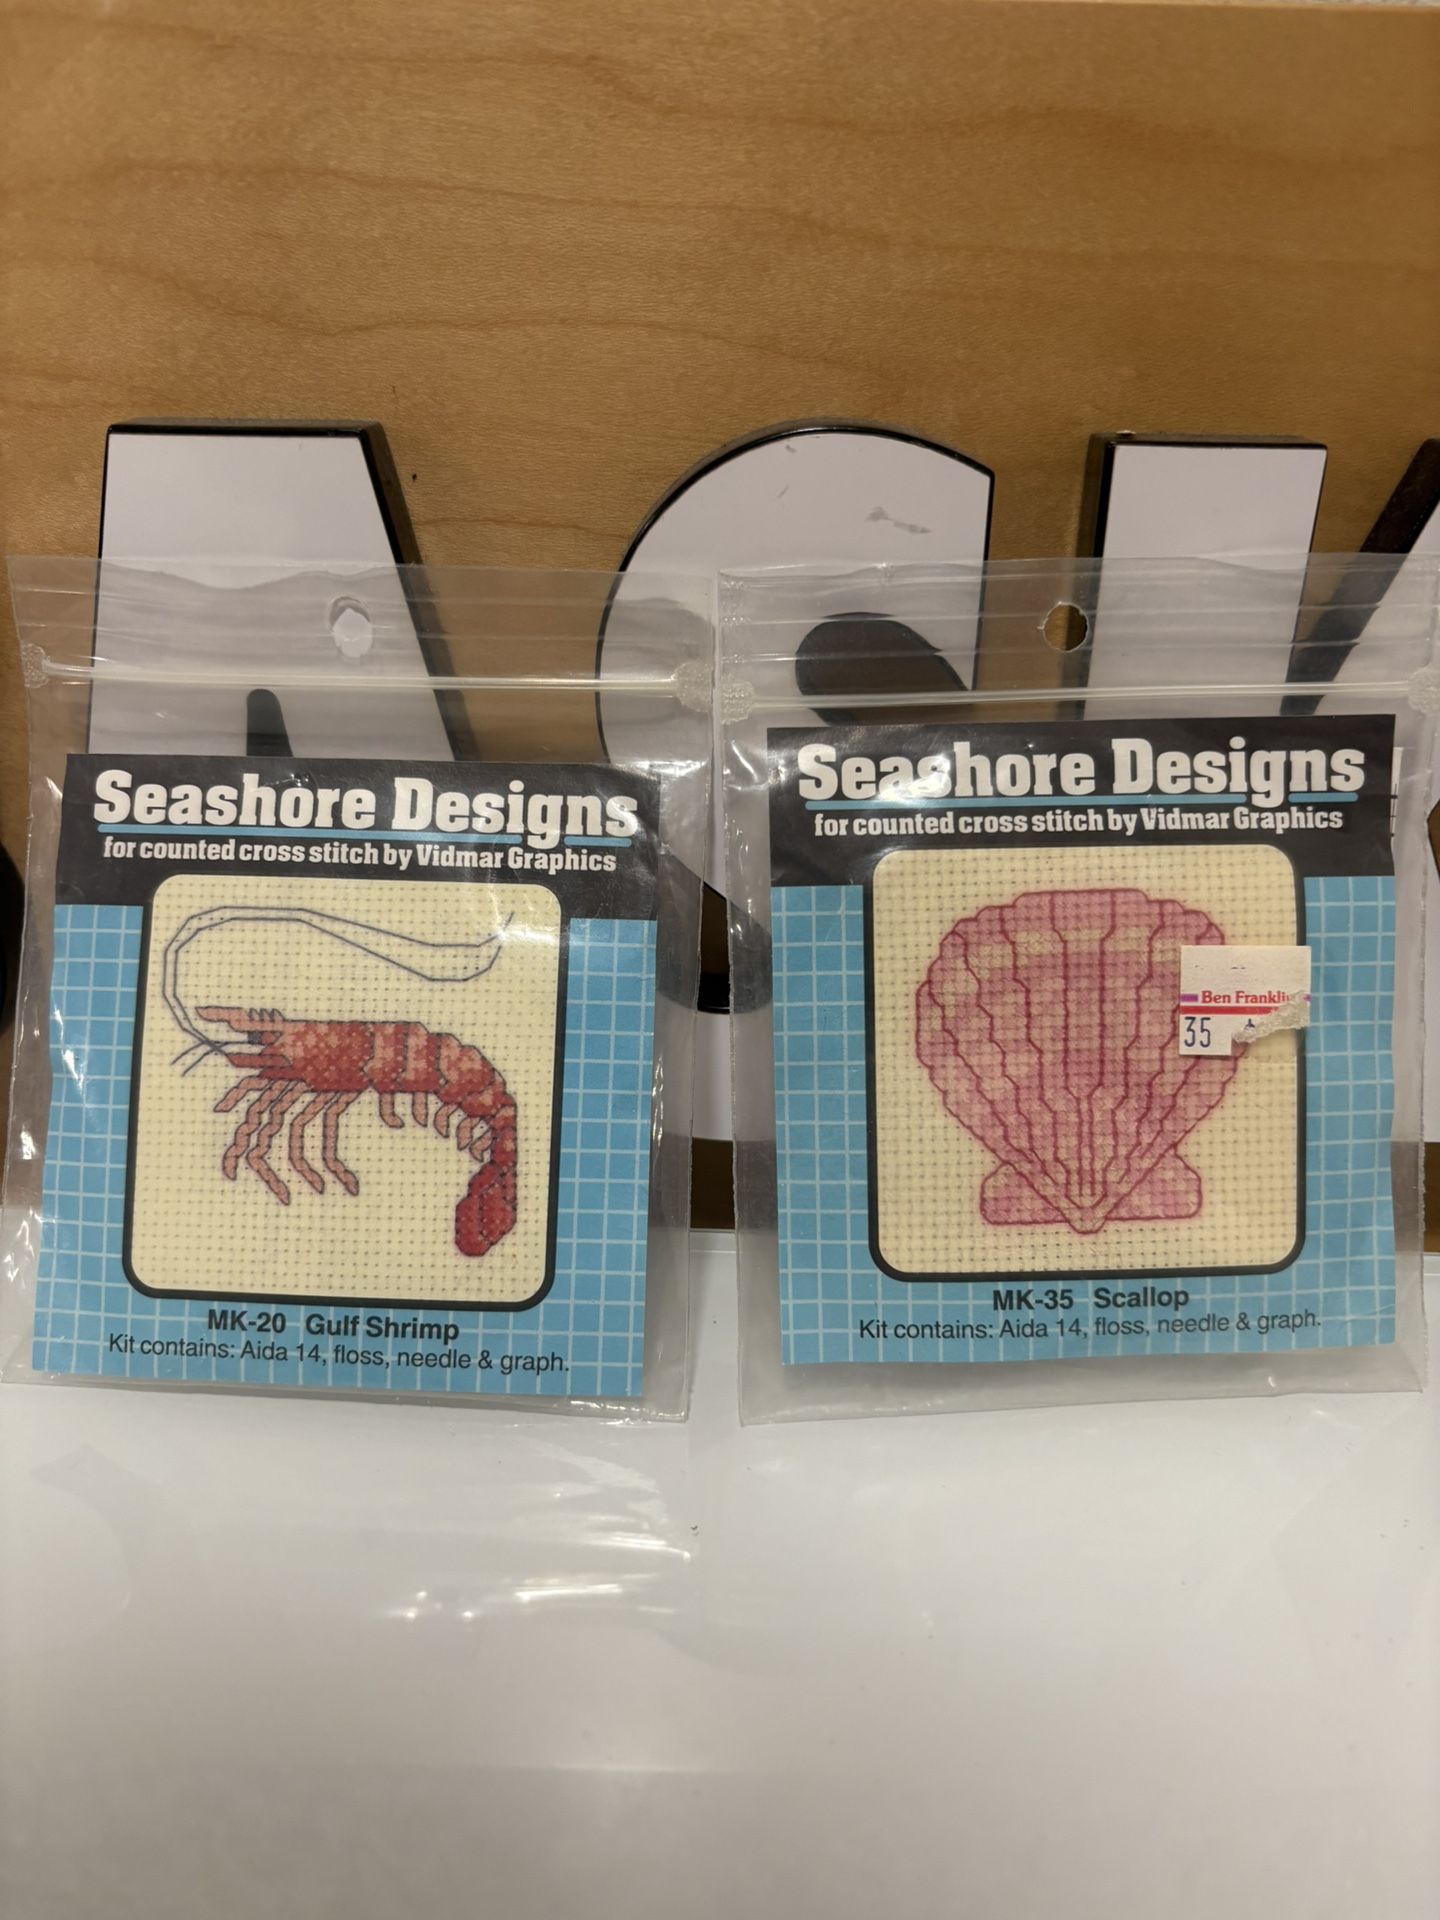 Seashore Designs
for counted cross stitch by Vidmar Graphics
MK-20 Gulf Shrimp
Kit contains: Aida 14, floss, needle & graph.
Seashore Designs
for counted cross stitch by Vidmar Graphics
Ben Franklin
35
MK-35 Scallop
Kit contains: Aida 14, floss, needle & graph.